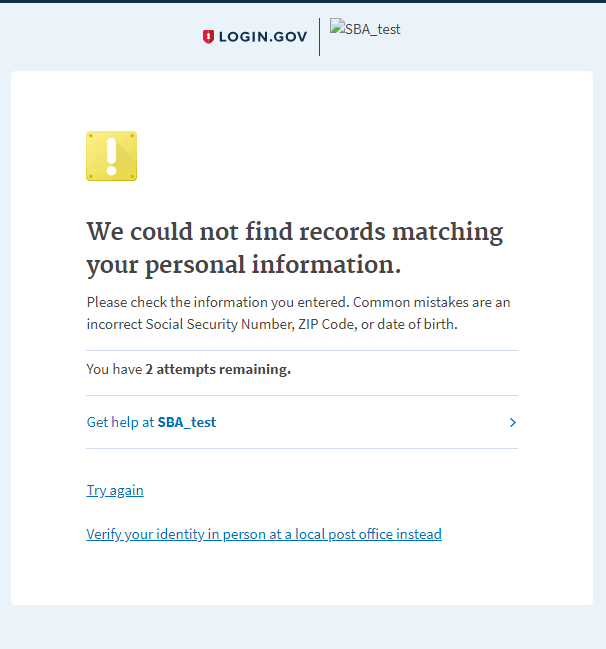 LOGIN.GOV
SBA_test
We could not find records matching
your personal information.
Please check the information you entered. Common mistakes are an
incorrect Social Security Number, ZIP Code, or date of birth.
You have 2 attempts remaining.
Get help at SBA_test
Try again
Verify your identity in person at a local post office instead